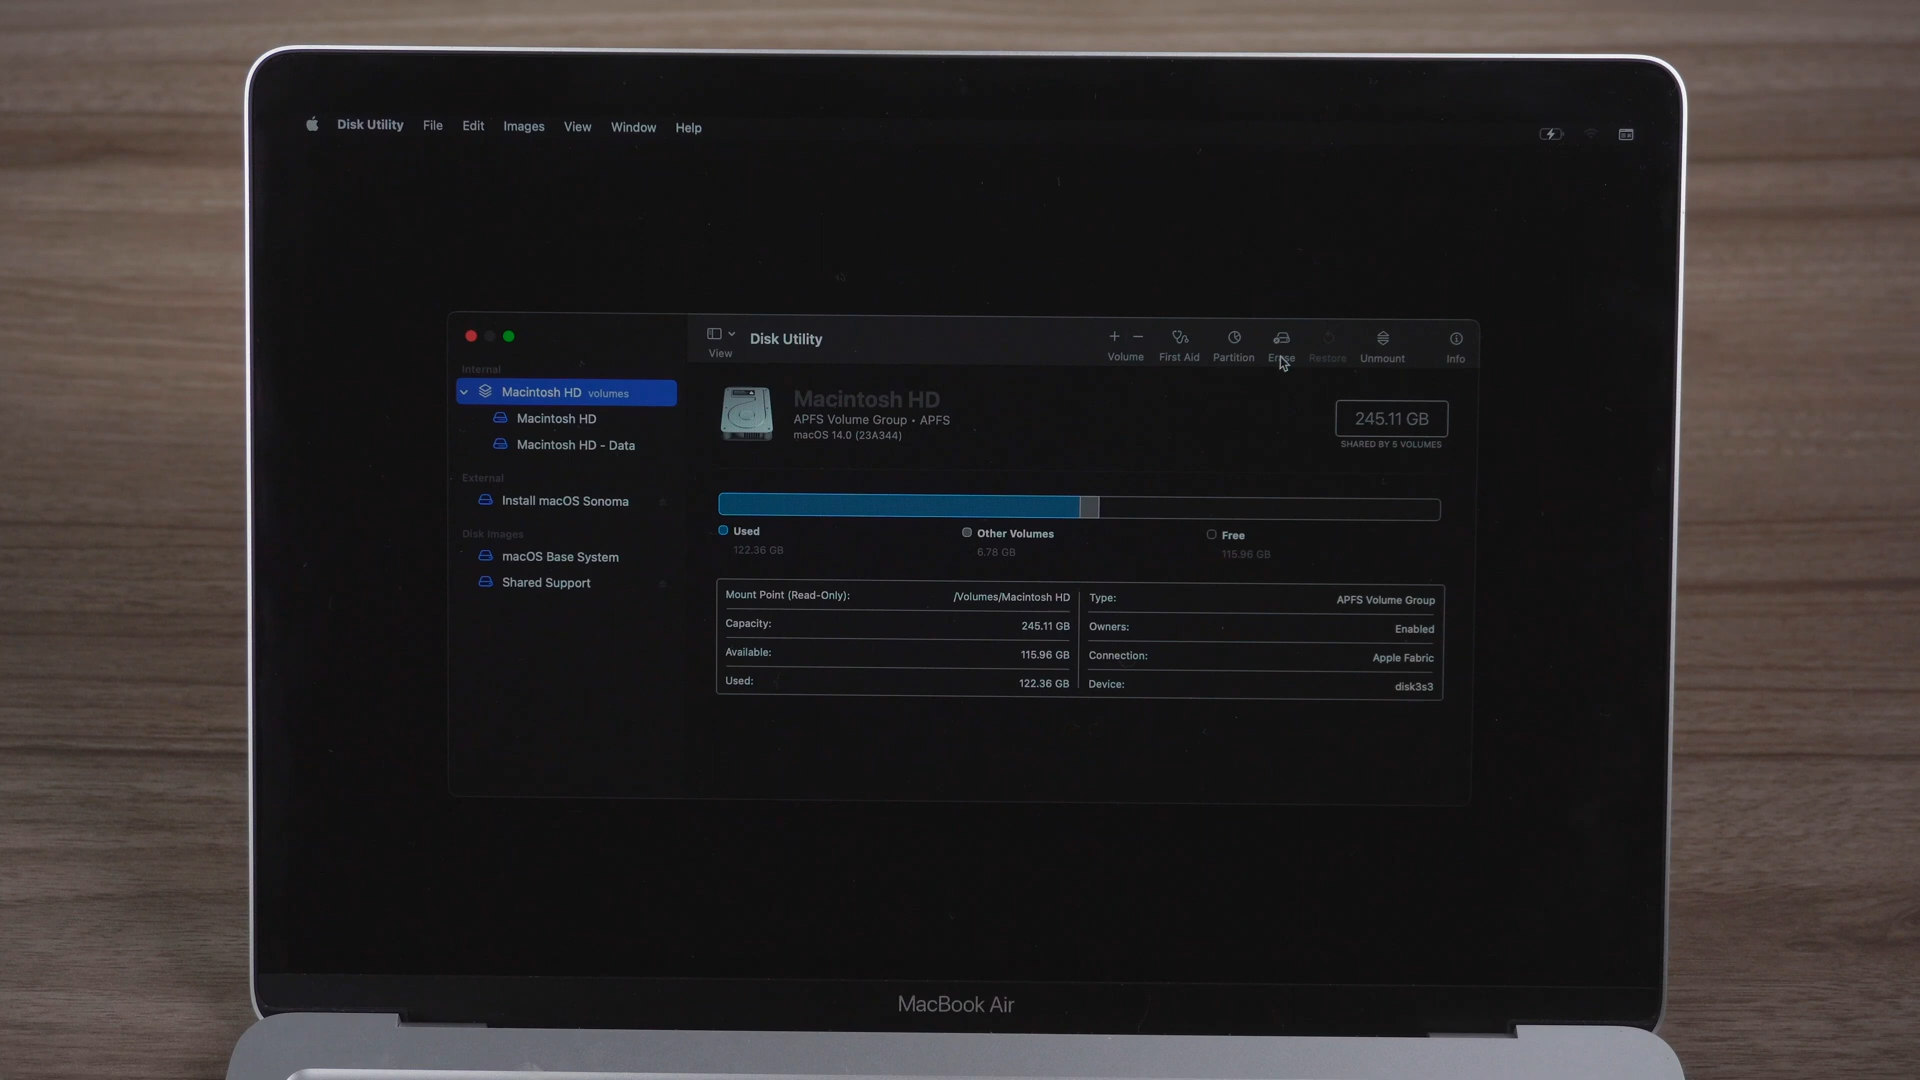 Disk Utility File Edit Images View Window Help
View
Disk Utility
Volume First Aid Partition Erase Restore Unmount Info
Internal
Macintosh HD volumes
Macintosh HD
Macintosh HD - Data
External
Install macOS Sonoma
Disk Images
macOS Base System
Shared Support
Macintosh HD
APFS Volume Group • APFS
macOS 14.0 (23A344)
245.11 GB
SHARED BY 5 VOLUMES
Used
122.36 GB
Other Volumes
6.78 GB
Free
115.96 GB
Mount Point (Read-Only): /Volumes/Macintosh HD
Capacity: 245.11 GB
Available: 115.96 GB
Used: 122.36 GB
Type: APFS Volume Group
Owners: Enabled
Connection: Apple Fabric
Device: disk3s3
MacBook Air